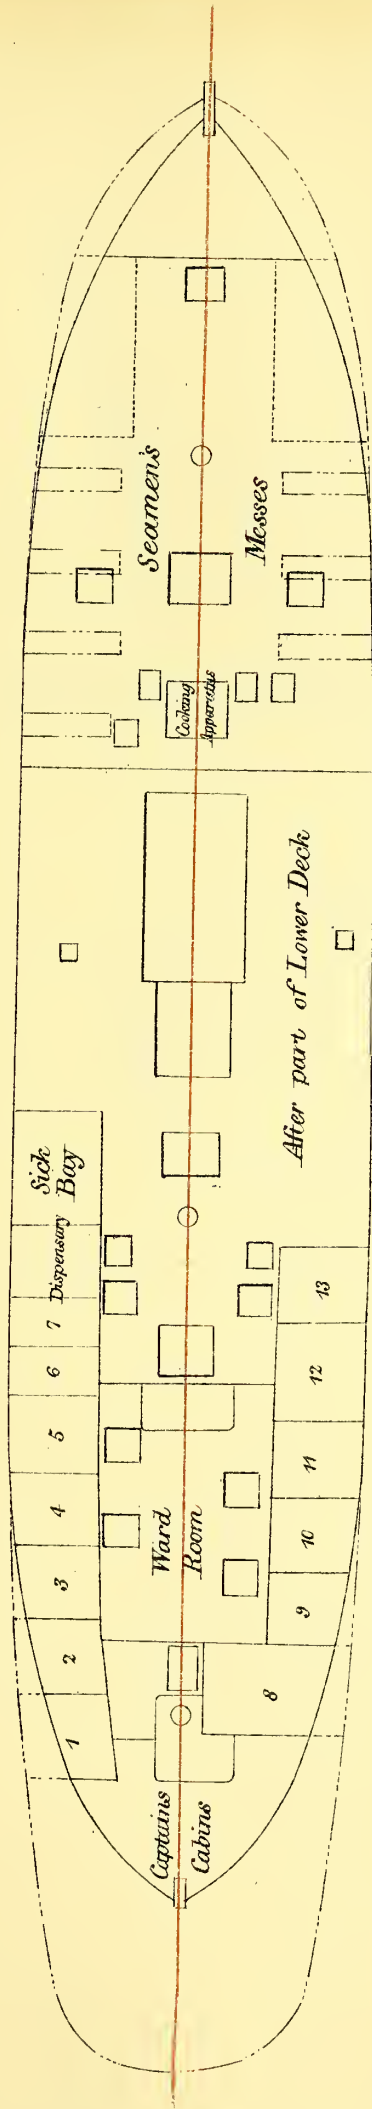 Seamen's
Messes
Cooking
Apparatus
After part of Lower Deck
Sick
Bay
Dispensary
7
6
5
4
3
2
1
13
12
11
10
9
8
Ward
Room
Captains
Cabins